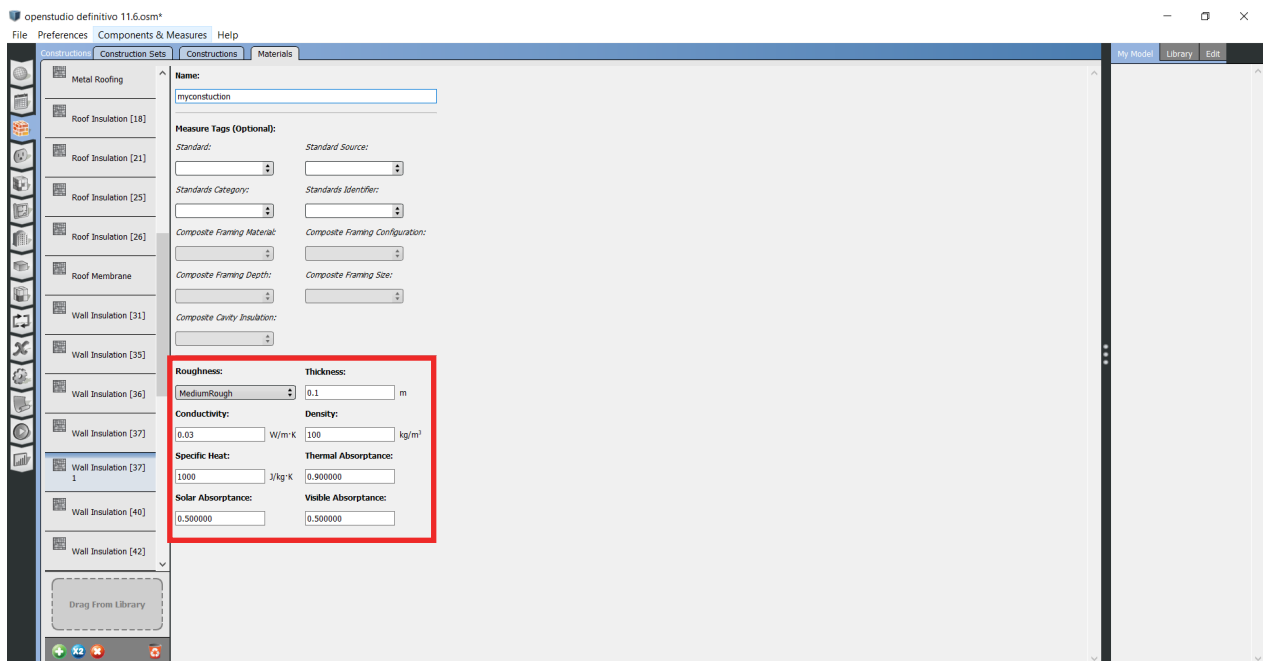 openstudio definitivo 11.6.osm*
File Preferences Components & Measures Help
Constructions Construction Sets Constructions Materials
My Model Library Edit
Metal Roofing
Roof Insulation [18]
Roof Insulation [21]
Roof Insulation [25]
Roof Insulation [26]
Roof Membrane
Wall Insulation [31]
Wall Insulation [35]
Wall Insulation [36]
Wall Insulation [37]
Wall Insulation [37]
1
Wall Insulation [40]
Wall Insulation [42]
Drag From Library
X2
Name:
myconstuction
Measure Tags (Optional):
Standard: Standard Source:
Standards Category: Standards Identifier:
Composite Framing Material: Composite Framing Configuration:
Composite Framing Depth: Composite Framing Size:
Composite Cavity Insulation:
Roughness: Thickness:
MediumRough 0.1 m
Conductivity: Density:
0.03 W/m·K 100 kg/m³
Specific Heat: Thermal Absorptance:
1000 J/kg·K 0.900000
Solar Absorptance: Visible Absorptance:
0.500000 0.500000